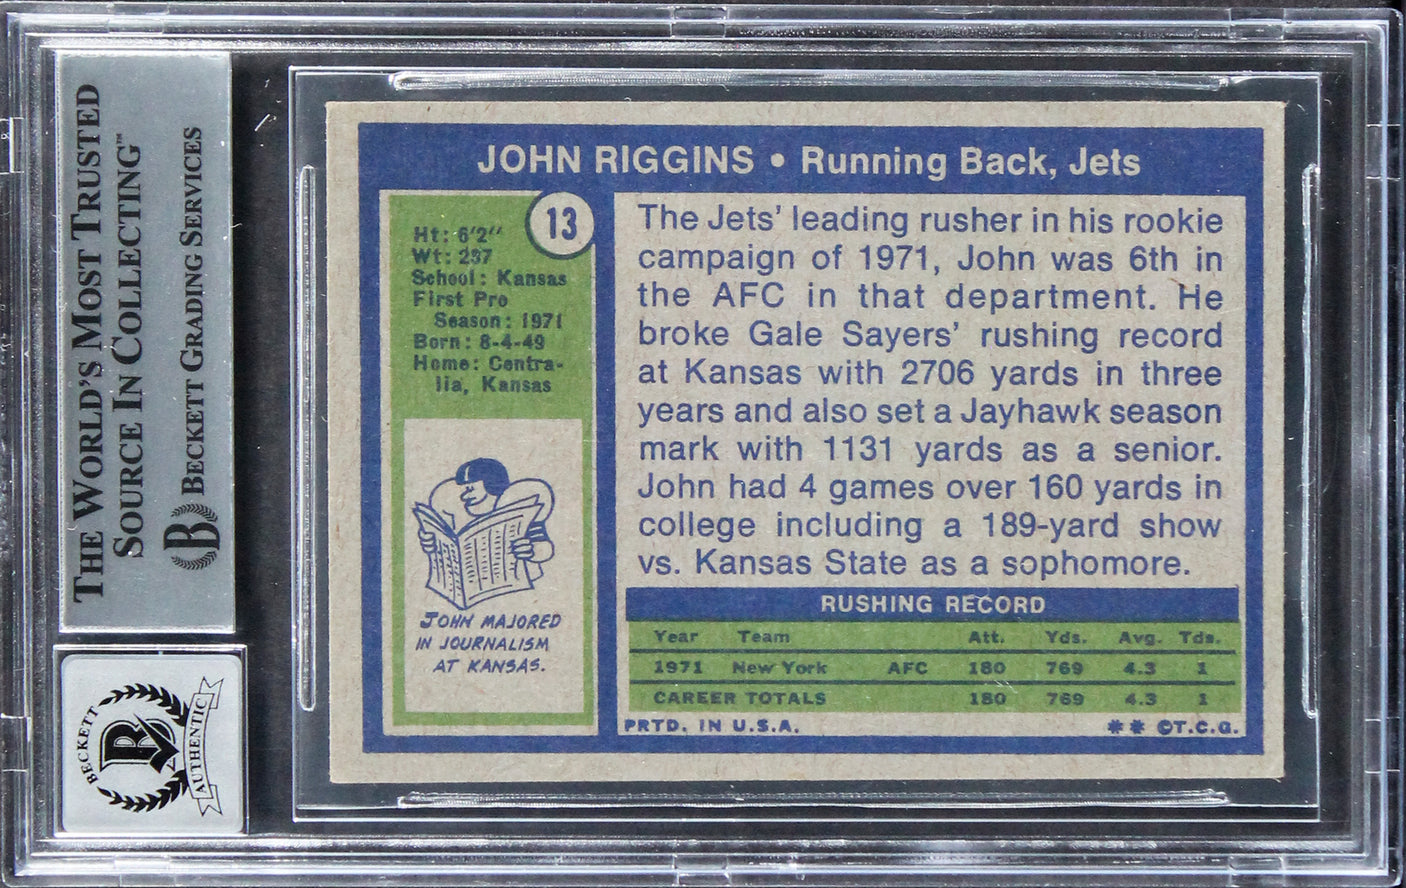 THE WORLD'S MOST TRUSTED
SOURCE IN COLLECTING™
BECKETT GRADING SERVICES
B
BECKETT
B
AUTHENTIC
JOHN RIGGINS • Running Back, Jets
13
Ht: 6'2"
Wt: 237
School: Kansas
First Pro
Season: 1971
Born: 8-4-49
Home: Centra-
lia, Kansas
JOHN MAJORED
IN JOURNALISM
AT KANSAS.
The Jets' leading rusher in his rookie
campaign of 1971, John was 6th in
the AFC in that department. He
broke Gale Sayers' rushing record
at Kansas with 2706 yards in three
years and also set a Jayhawk season
mark with 1131 yards as a senior.
John had 4 games over 160 yards in
college including a 189-yard show
vs. Kansas State as a sophomore.
RUSHING RECORD
Year Team Att. Yds. Avg. Tds.
1971 New York AFC 180 769 4.3 1
CAREER TOTALS 180 769 4.3 1
PRTD. IN U.S.A. ** ©T.C.G.